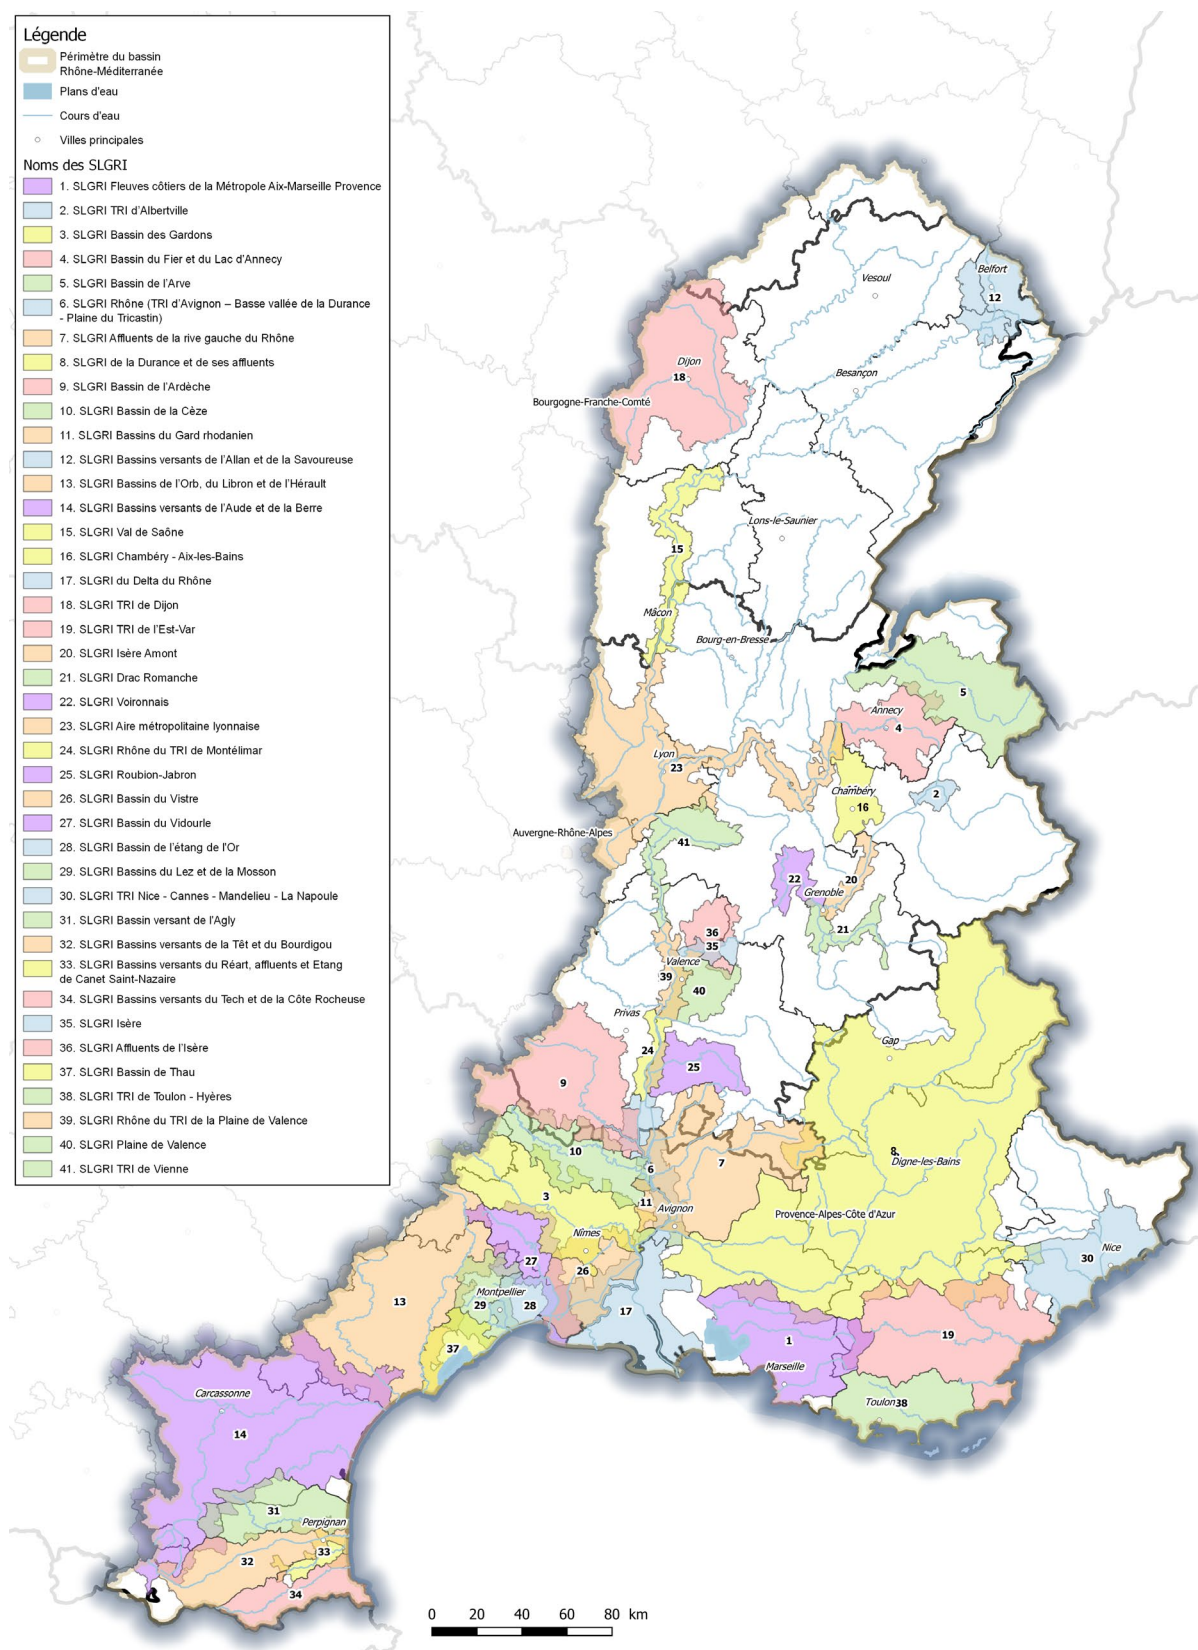 Légende
Périmètre du bassin
Rhône-Méditerranée
Plans d'eau
Cours d'eau
Villes principales
Noms des SLGRI
1. SLGRI Fleuves côtiers de la Métropole Aix-Marseille Provence
2. SLGRI TRI d'Albertville
3. SLGRI Bassin des Gardons
4. SLGRI Bassin du Fier et du Lac d'Annecy
5. SLGRI Bassin de l'Arve
6. SLGRI Rhône (TRI d'Avignon – Basse vallée de la Durance
- Plaine du Tricastin)
7. SLGRI Affluents de la rive gauche du Rhône
8. SLGRI de la Durance et de ses affluents
9. SLGRI Bassin de l'Ardèche
10. SLGRI Bassin de la Cèze
11. SLGRI Bassins du Gard rhodanien
12. SLGRI Bassins versants de l'Allan et de la Savoureuse
13. SLGRI Bassins de l'Orb, du Libron et de l'Hérault
14. SLGRI Bassins versants de l'Aude et de la Berre
15. SLGRI Val de Saône
16. SLGRI Chambéry - Aix-les-Bains
17. SLGRI du Delta du Rhône
18. SLGRI TRI de Dijon
19. SLGRI TRI de l'Est-Var
20. SLGRI Isère Amont
21. SLGRI Drac Romanche
22. SLGRI Voironnais
23. SLGRI Aire métropolitaine lyonnaise
24. SLGRI Rhône du TRI de Montélimar
25. SLGRI Roubion-Jabron
26. SLGRI Bassin du Vistre
27. SLGRI Bassin du Vidourle
28. SLGRI Bassin de l'étang de l'Or
29. SLGRI Bassins du Lez et de la Mosson
30. SLGRI TRI Nice - Cannes - Mandelieu - La Napoule
31. SLGRI Bassin versant de l'Agly
32. SLGRI Bassins versants de la Têt et du Bourdigou
33. SLGRI Bassins versants du Réart, affluents et Etang
de Canet Saint-Nazaire
34. SLGRI Bassins versants du Tech et de la Côte Rocheuse
35. SLGRI Isère
36. SLGRI Affluents de l'Isère
37. SLGRI Bassin de Thau
38. SLGRI TRI de Toulon - Hyères
39. SLGRI Rhône du TRI de la Plaine de Valence
40. SLGRI Plaine de Valence
41. SLGRI TRI de Vienne
Belfort
12
Vesoul
Dijon
18
Besançon
Bourgogne-Franche-Comté
Lons-le-Saunier
15
Mâcon
Bourg-en-Bresse
5
Annecy
4
Lyon
23
Chambéry
16
2
Auvergne-Rhône-Alpes
41
22
20
Grenoble
21
36
35
Valence
39
40
Privas
24
25
Gap
9
10
6
7
8
Digne-les-Bains
3
11
Avignon
Provence-Alpes-Côte d'Azur
Nîmes
27
26
Nice
30
13
Montpellier
29
28
17
37
1
19
Marseille
Toulon
38
Carcassonne
14
31
Perpignan
33
32
34
0 20 40 60 80 km